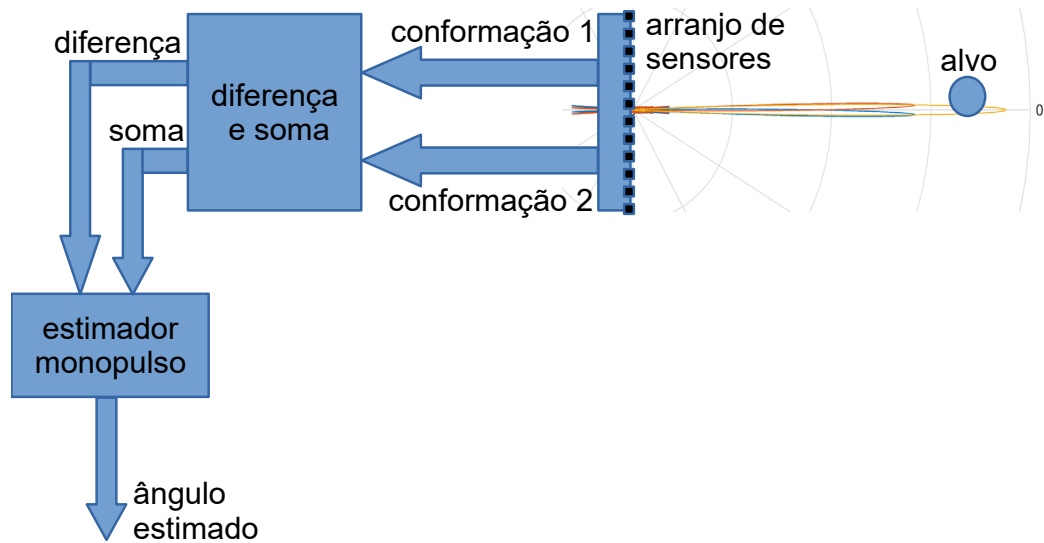 diferença
conformação 1
arranjo de
sensores
alvo
diferença
e soma
0
soma
conformação 2
estimador
monopulso
ângulo
estimado